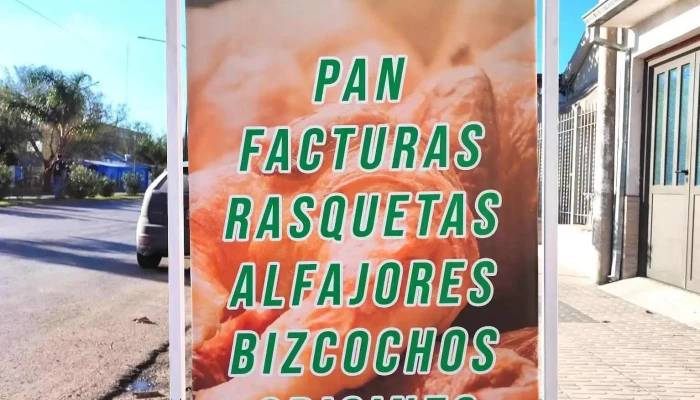 PAN
FACTURAS
RASQUETAS
ALFAJORES
BIZCOCHOS